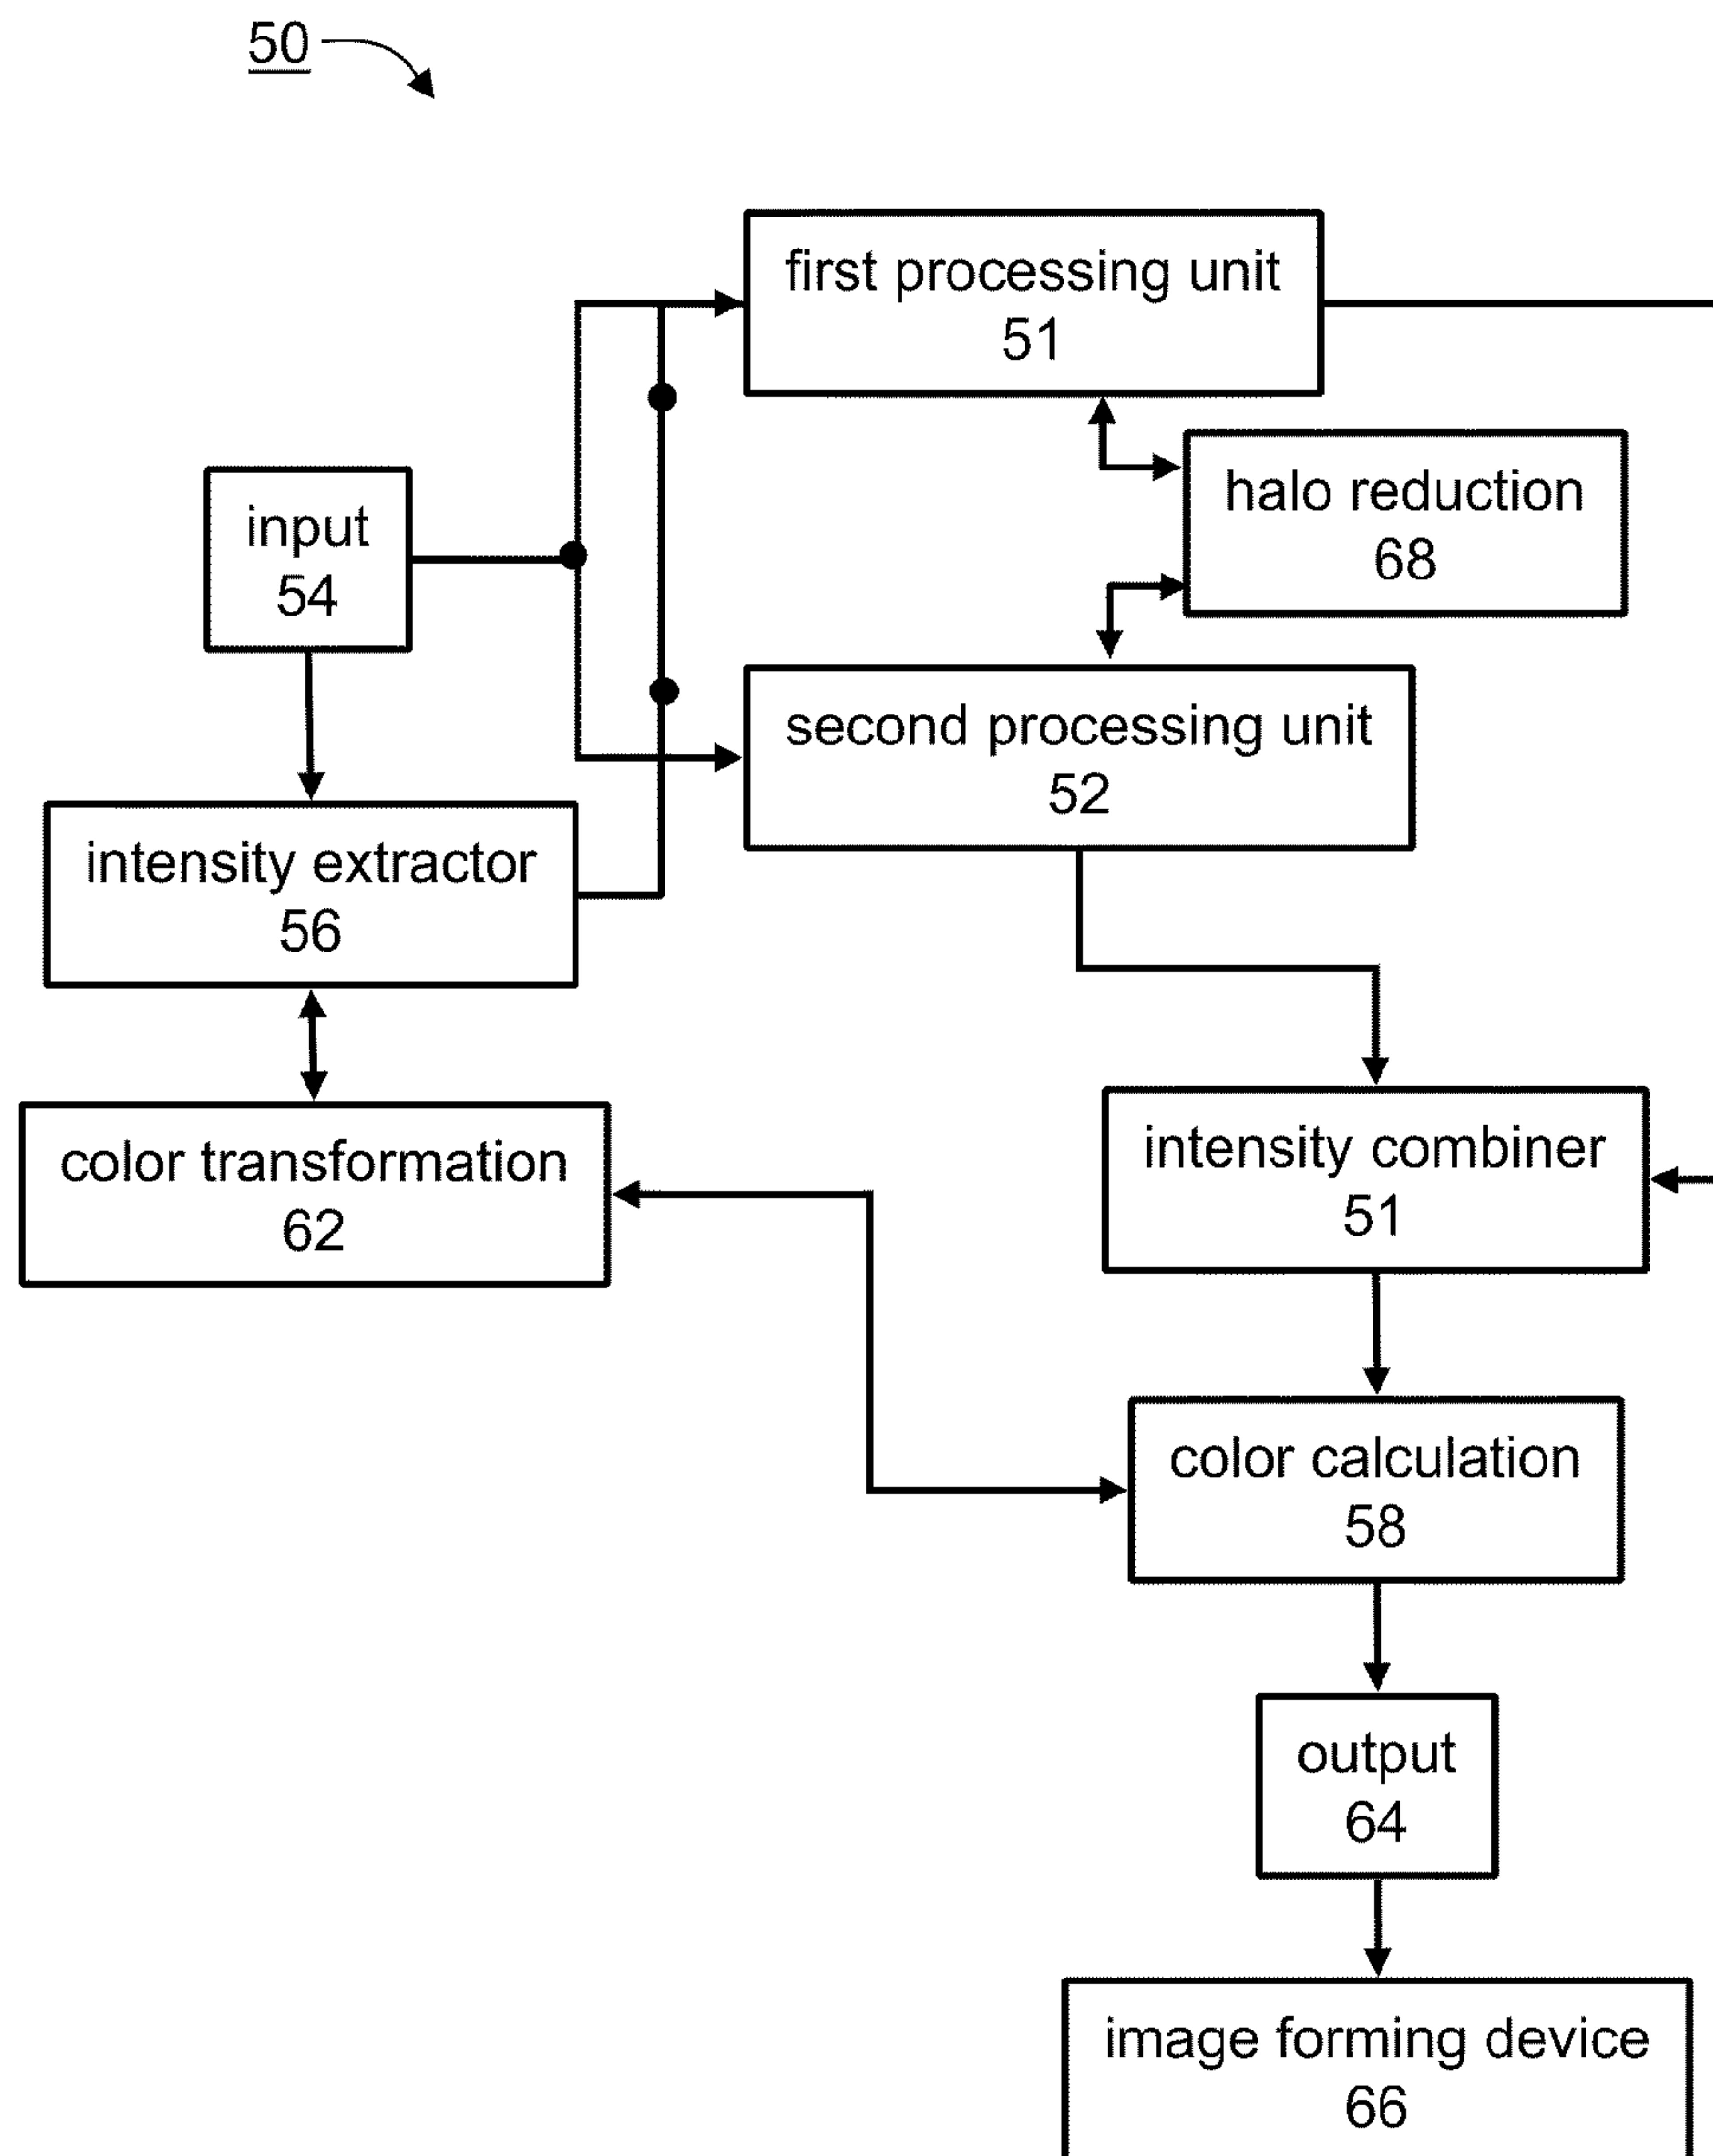 50
first processing unit
51
halo reduction
68
input
54
second processing unit
52
intensity extractor
56
intensity combiner
51
color transformation
62
color calculation
58
output
64
image forming device
66